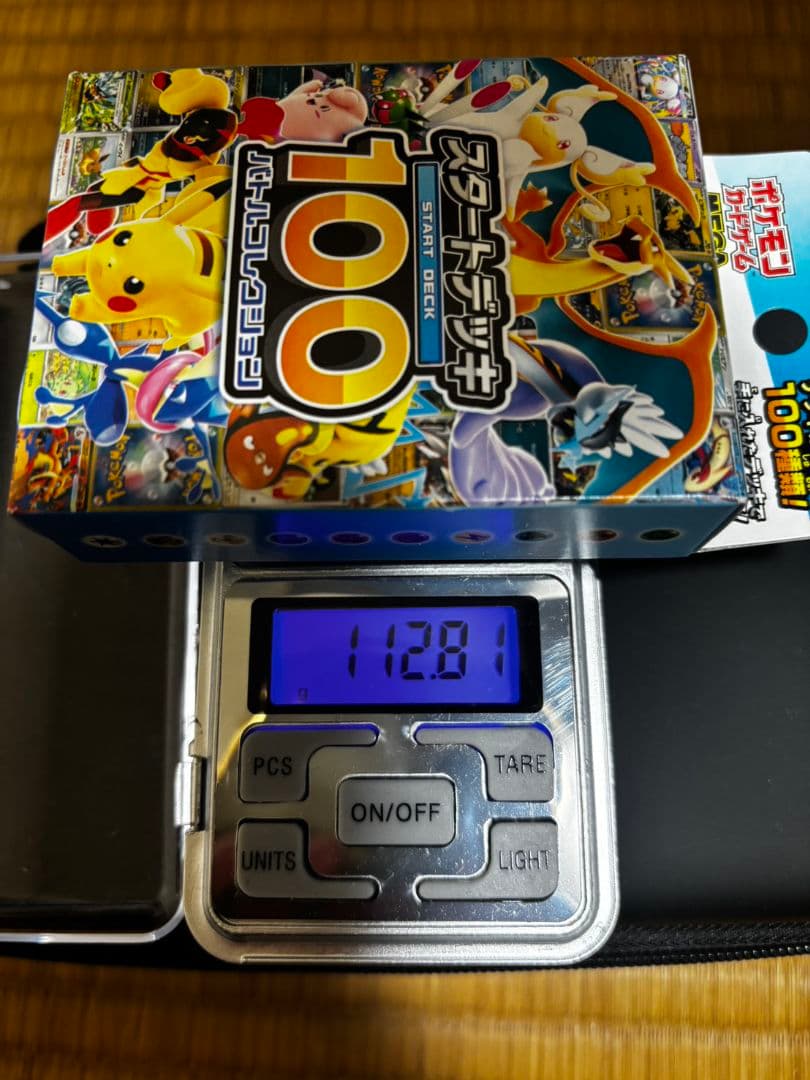 スタートデッキ
START DECK
100
バトルコレクション
ポケモン
カードゲーム
MEGA
100種類!
112.81
g
PCS
TARE
ON/OFF
UNITS
LIGHT